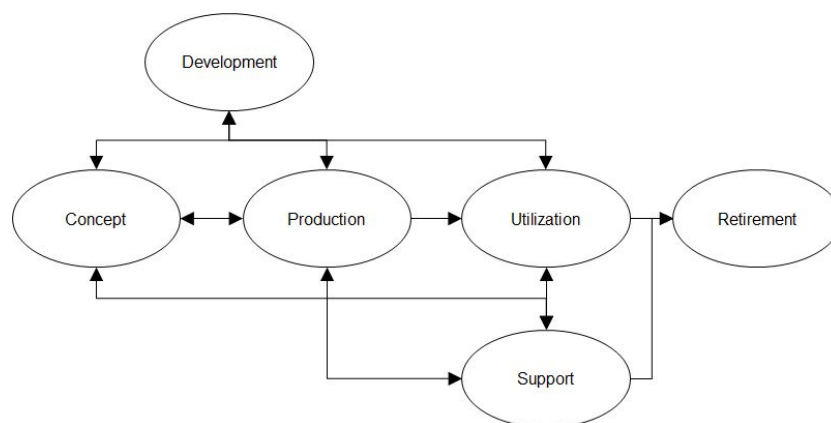 Development
Concept
Production
Utilization
Retirement
Support